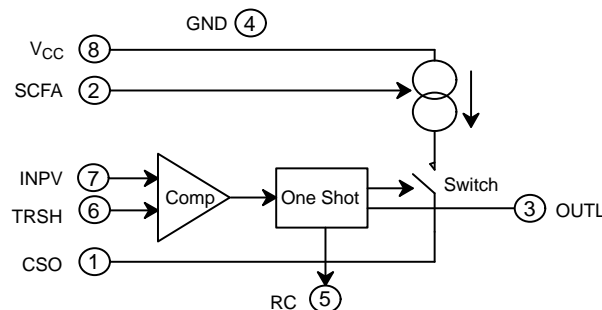 GND 4
VCC 8
SCFA 2
INPV 7
Comp
One Shot
Switch
TRSH 6
3 OUTL
CSO 1
RC 5